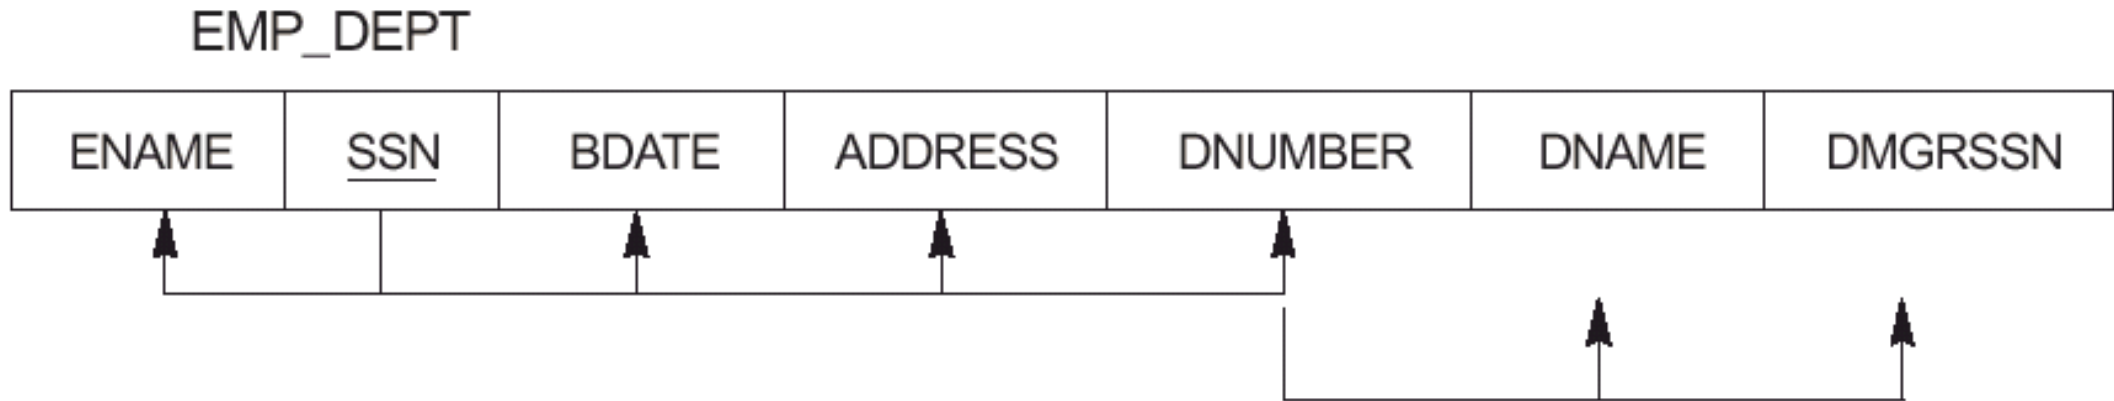 EMP_DEPT
ENAME SSN BDATE ADDRESS DNUMBER DNAME DMGRSSN